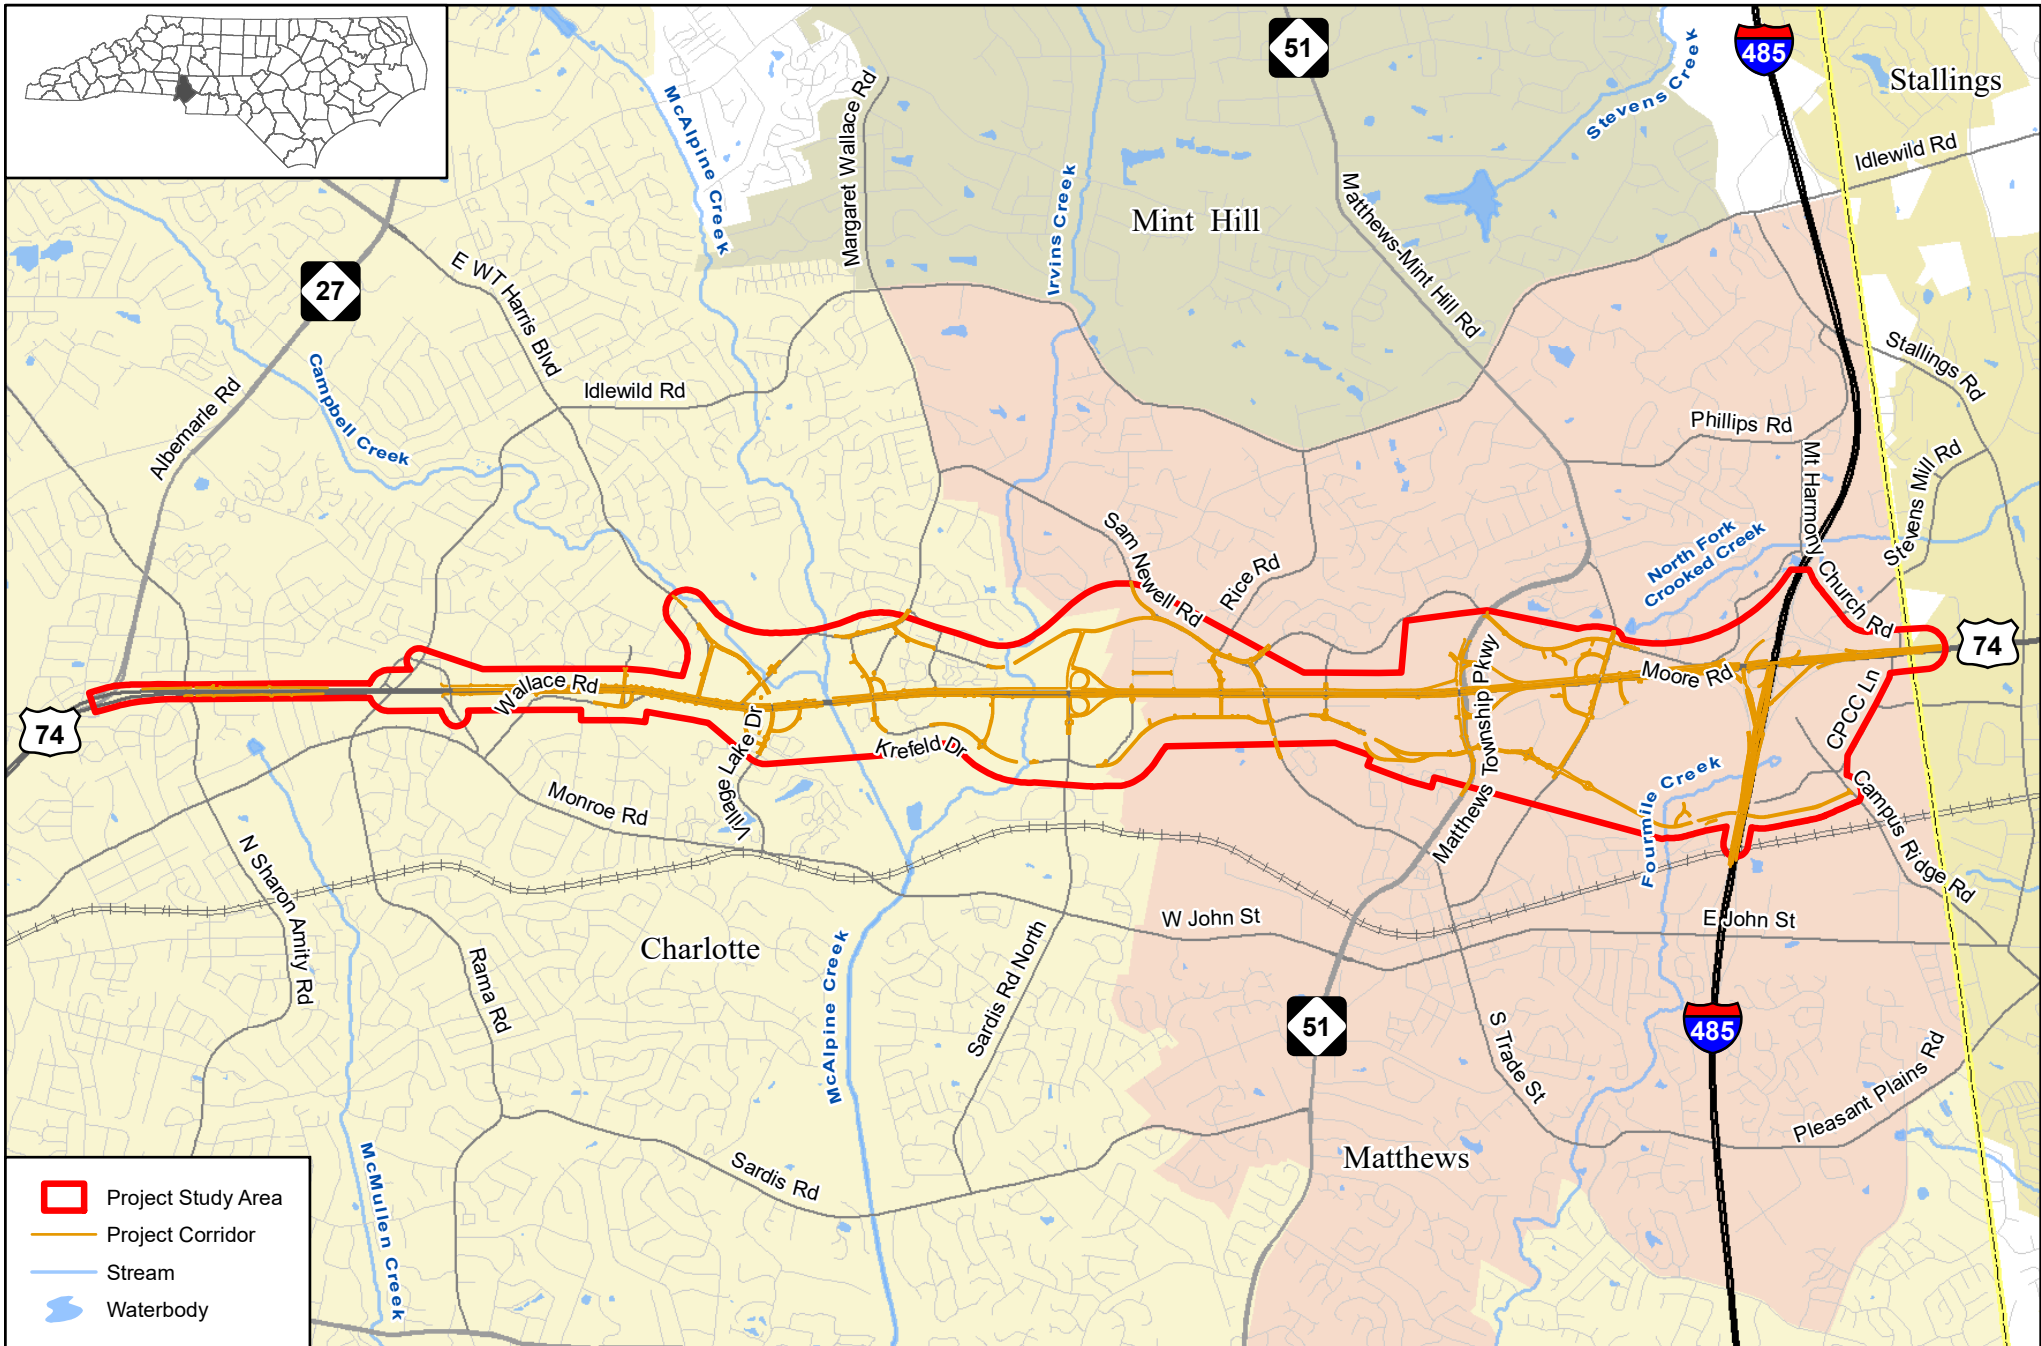 51
485
Stallings
Stevens Creek
McAlpine Creek
Margaret Wallace Rd
Idlewild Rd
Irvins Creek
Mint Hill
Matthews-Mint Hill Rd
27
E WT Harris Blvd
Campbell Creek
Idlewild Rd
Albemarle Rd
Stallings Rd
Phillips Rd
Mt Harmony
Church Rd
Stevens Mill Rd
Sam Newell Rd
Rice Rd
North Fork
Crooked Creek
74
Moore Rd
Wallace Rd
Matthews Township Pkwy
CPCC Ln
74
Village Lake Dr
Krefeld Dr
Monroe Rd
Fourmile Creek
Campus Ridge Rd
N Sharon Amity Rd
W John St
E John St
Charlotte
Rama Rd
McAlpine Creek
Sardis Rd North
51
485
S Trade St
Pleasant Plains Rd
Matthews
Sardis Rd
McMullen Creek
Project Study Area
Project Corridor
Stream
Waterbody